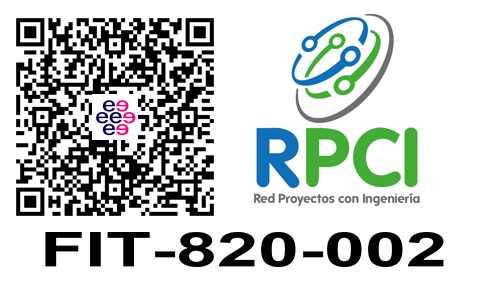 RPCI
Red Proyectos con Ingeniería
FIT-820-002